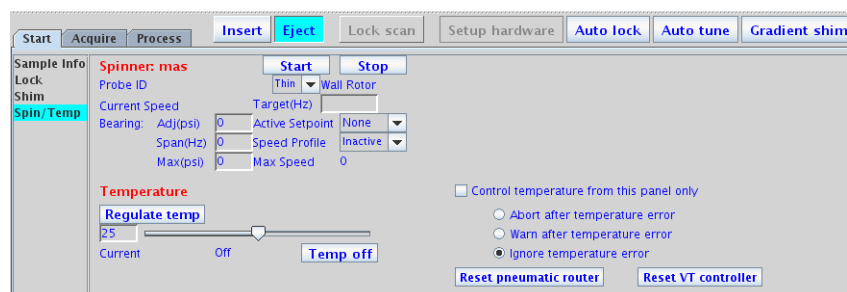 Start Acquire Process Insert Eject Lock scan Setup hardware Auto lock Auto tune Gradient shim
Sample Info
Lock
Shim
Spin/Temp
Spinner: mas Start Stop
Probe ID Thin Wall Rotor
Current Speed Target(Hz)
Bearing: Adj(psi) 0 Active Setpoint None
Span(Hz) 0 Speed Profile Inactive
Max(psi) 0 Max Speed 0
Temperature
Regulate temp
25
Current Off Temp off
Control temperature from this panel only
Abort after temperature error
Warn after temperature error
Ignore temperature error
Reset pneumatic router Reset VT controller